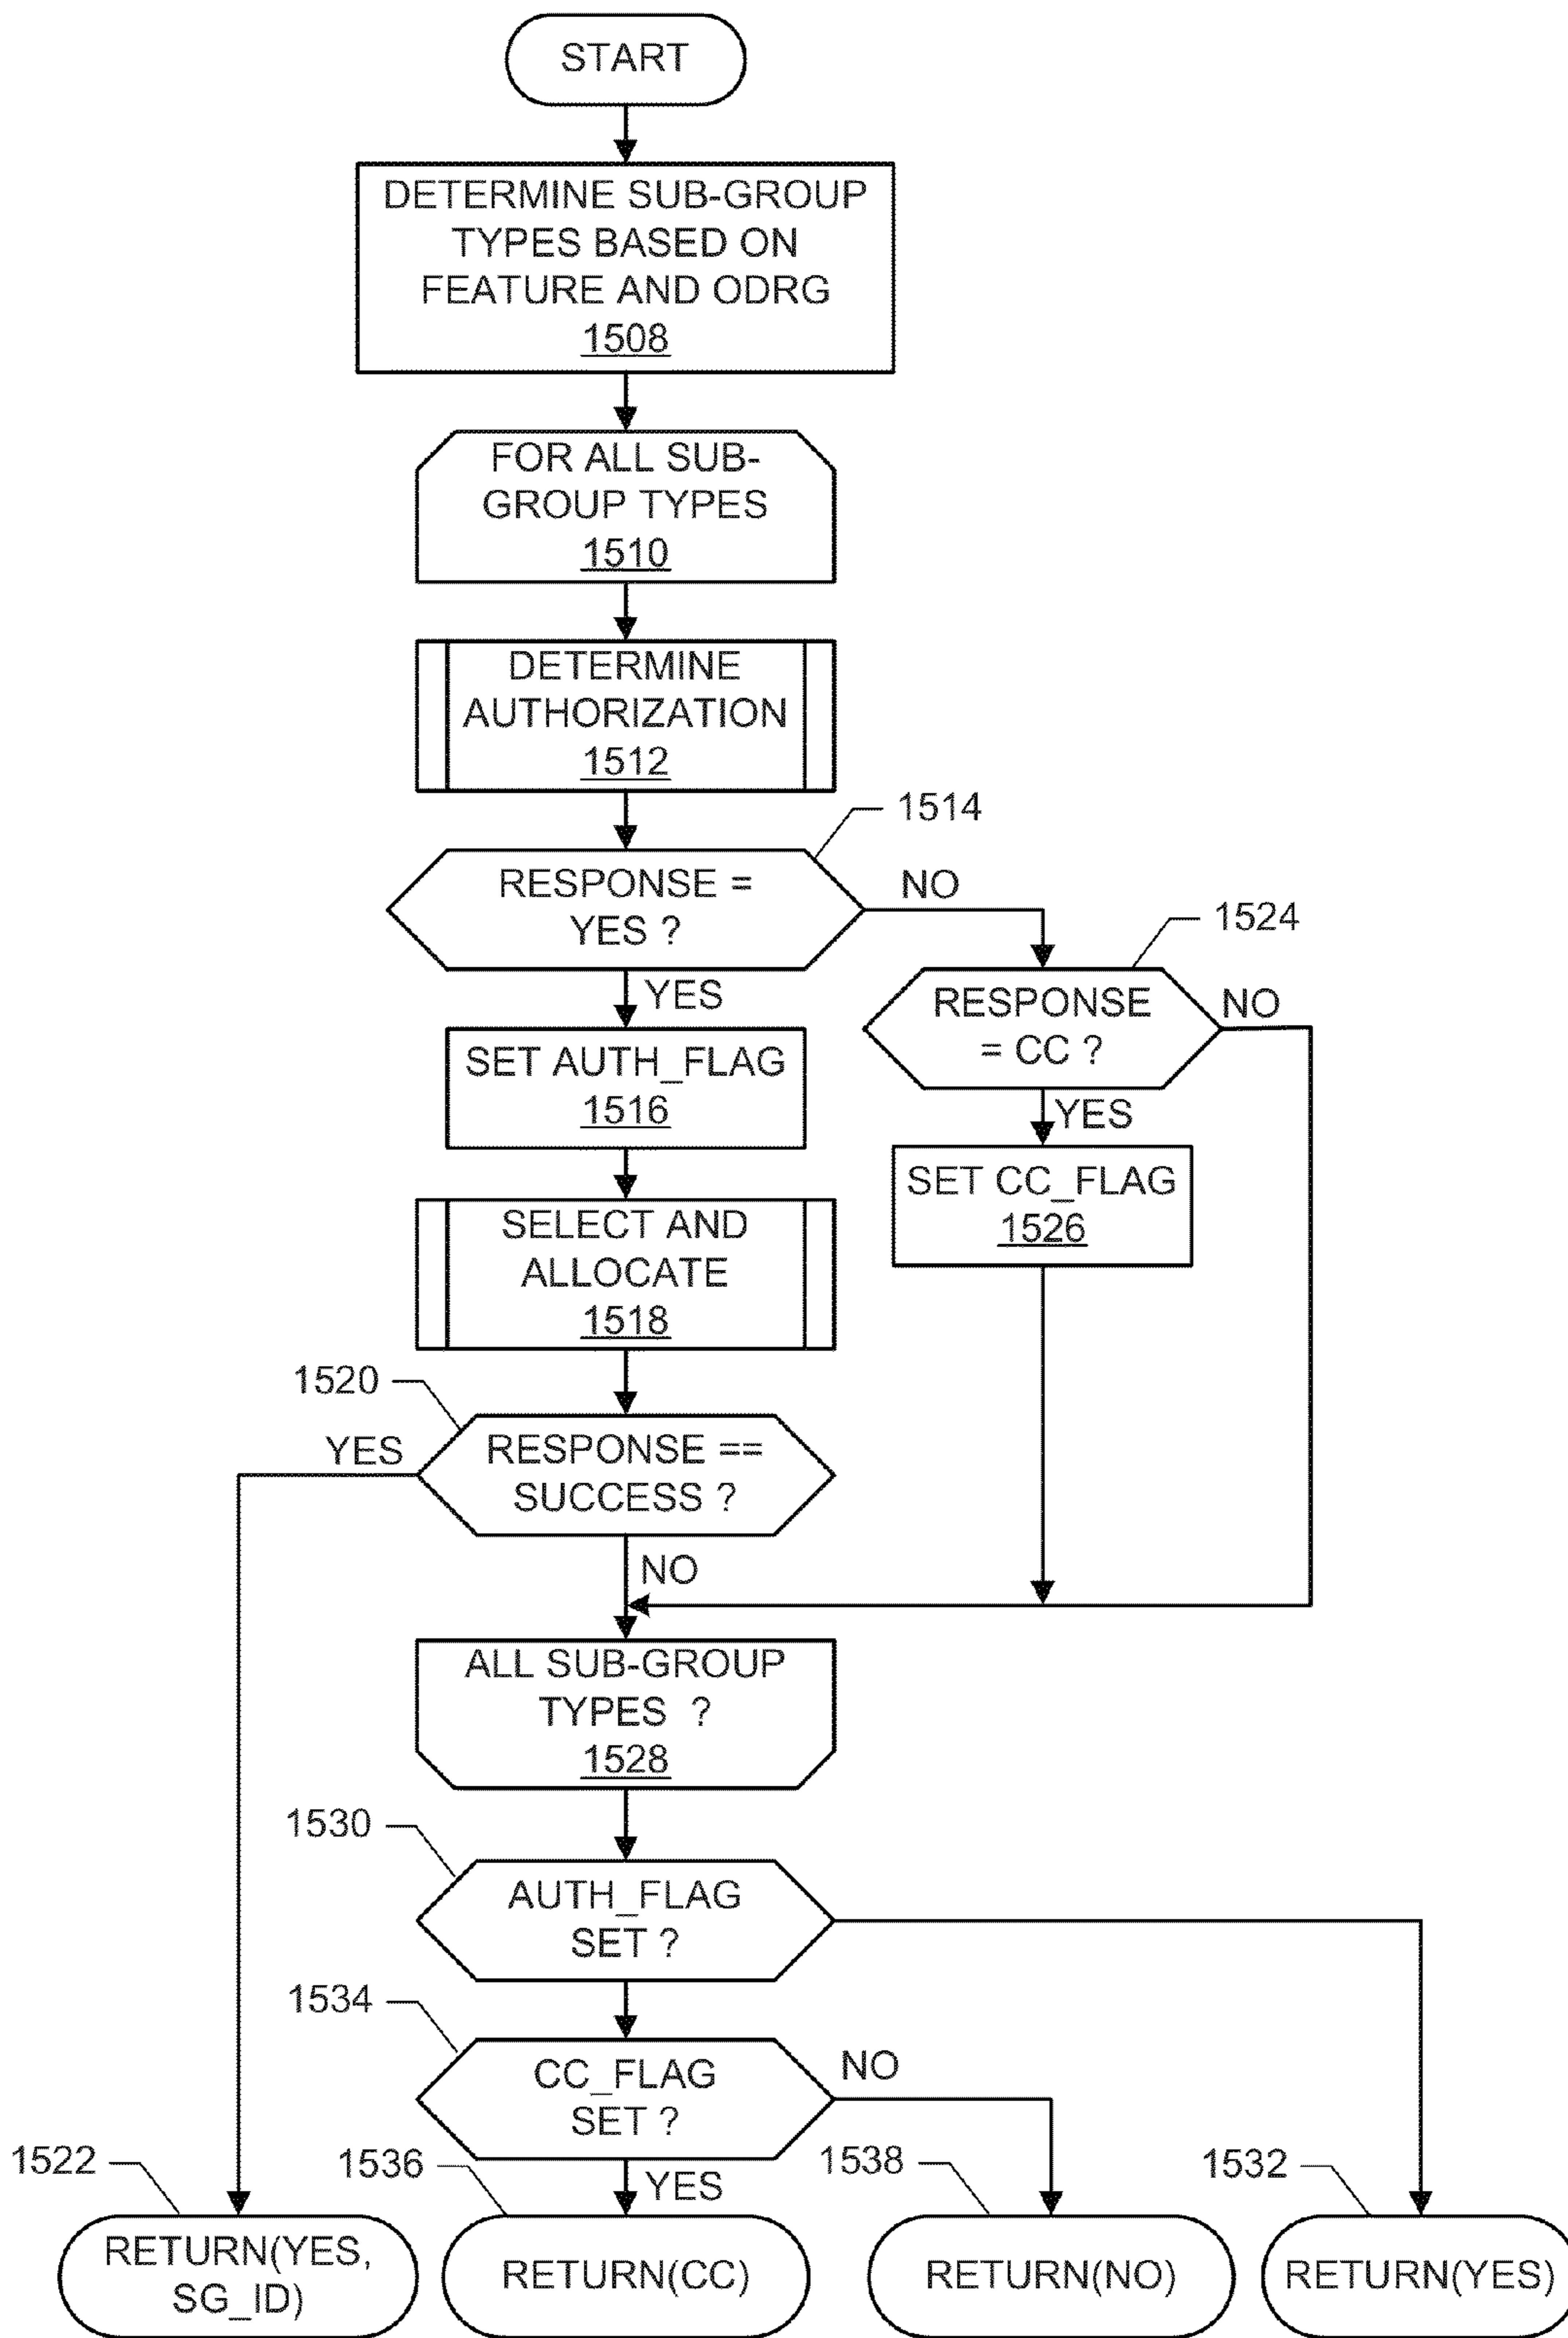 START
DETERMINE SUB-GROUP
TYPES BASED ON
FEATURE AND ODRG
1508
FOR ALL SUB-
GROUP TYPES
1510
DETERMINE
AUTHORIZATION
1512
1514
RESPONSE =
YES ?
NO
1524
YES
RESPONSE
= CC ?
NO
SET AUTH_FLAG
1516
YES
SET CC_FLAG
1526
SELECT AND
ALLOCATE
1518
1520
YES
RESPONSE ==
SUCCESS ?
NO
ALL SUB-GROUP
TYPES ?
1528
1530
AUTH_FLAG
SET ?
1534
CC_FLAG
SET ?
NO
YES
1522
1536
1538
1532
RETURN(YES,
SG_ID)
RETURN(CC)
RETURN(NO)
RETURN(YES)